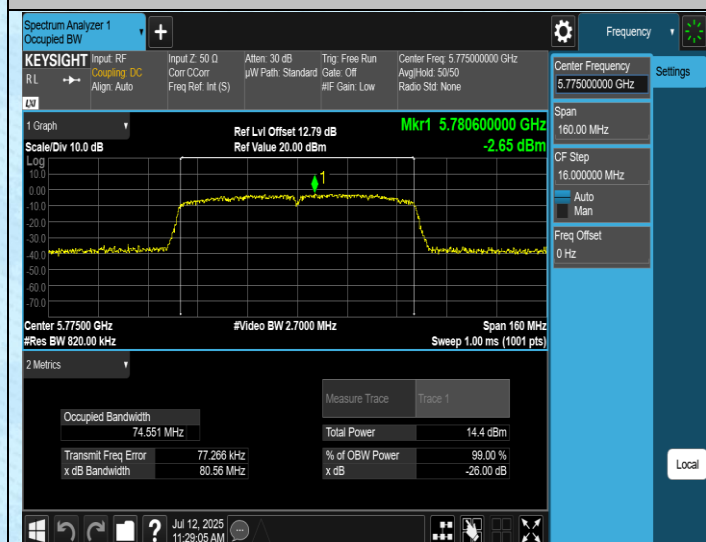 Spectrum Analyzer 1
Occupied BW
+
Frequency
KEYSIGHT
RL
LXI
Input: RF
Coupling: DC
Align: Auto
Input Z: 50 Ω
Corr CCorr
Freq Ref: Int (S)
Atten: 30 dB
µW Path: Standard
Trig: Free Run
Gate: Off
#IF Gain: Low
Center Freq: 5.775000000 GHz
Avg|Hold: 50/50
Radio Std: None
Center Frequency
5.775000000 GHz
Settings
Span
160.00 MHz
CF Step
16.000000 MHz
Auto
Man
Freq Offset
0 Hz
1 Graph
Scale/Div 10.0 dB
Ref Lvl Offset 12.79 dB
Ref Value 20.00 dBm
Mkr1 5.780600000 GHz
-2.65 dBm
Log
10.0
0.00
-10.0
-20.0
-30.0
-40.0
-50.0
-60.0
-70.0
1
Center 5.77500 GHz
#Res BW 820.00 kHz
#Video BW 2.7000 MHz
Span 160 MHz
Sweep 1.00 ms (1001 pts)
2 Metrics
Measure Trace Trace 1
Occupied Bandwidth
74.551 MHz
Total Power 14.4 dBm
Transmit Freq Error 77.266 kHz
% of OBW Power 99.00 %
x dB Bandwidth 80.56 MHz
x dB -26.00 dB
Local
?
Jul 12, 2025
11:29:05 AM